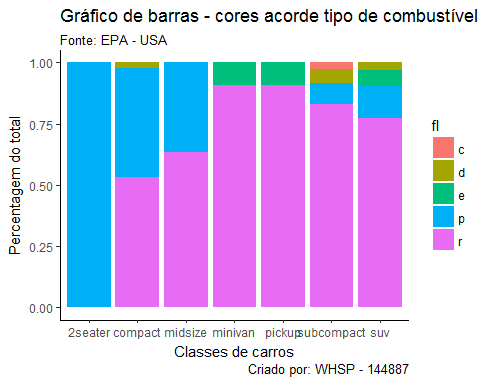 Gráfico de barras - cores acorde tipo de combustível
Fonte: EPA - USA
Percentagem do total
1.00
0.75
0.50
0.25
0.00
2seater compact midsize minivan pickup subcompact suv
Classes de carros
Criado por: WHSP - 144887
fl
c
d
e
p
r